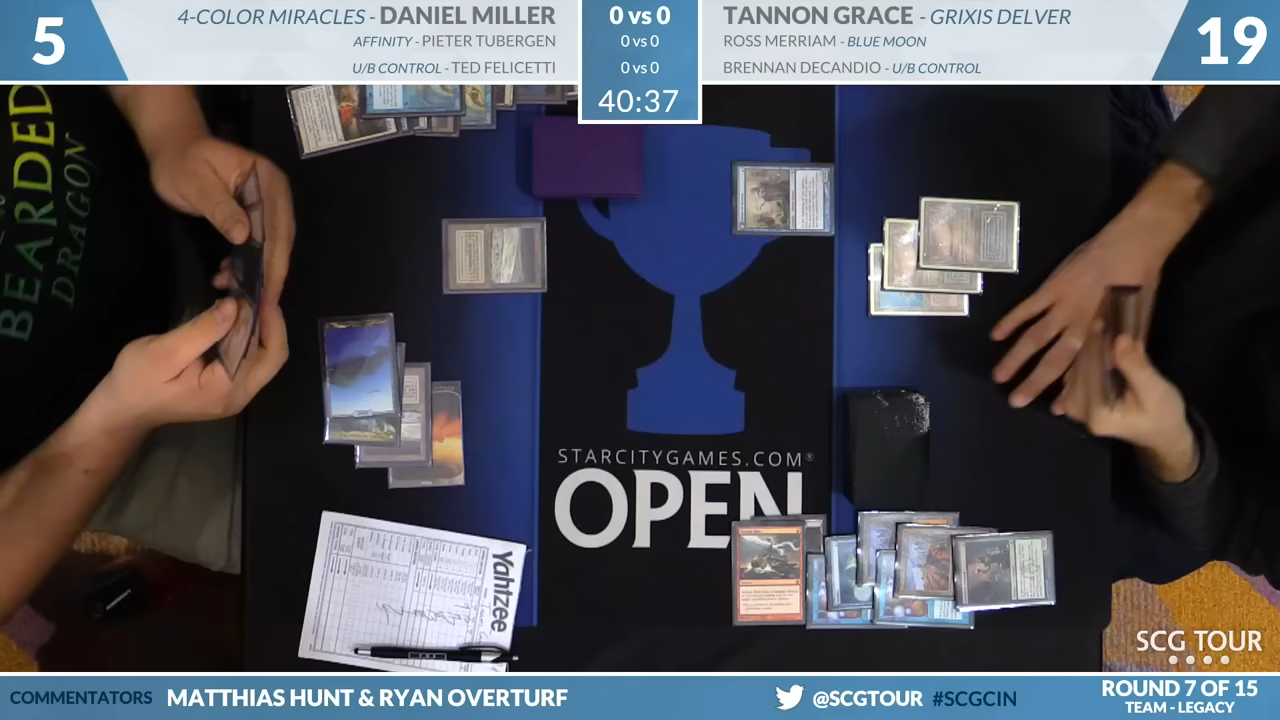 5
4-COLOR MIRACLES - DANIEL MILLER
AFFINITY - PIETER TUBERGEN
U/B CONTROL - TED FELICETTI
0 vs 0
0 vs 0
0 vs 0
40:37
TANNON GRACE - GRIXIS DELVER
ROSS MERRIAM - BLUE MOON
BRENNAN DECANDIO - U/B CONTROL
19
BEARDED
DRAGON
STARCITYGAMES.COM®
OPEN
Yahtzee
SCG TOUR
COMMENTATORS MATTHIAS HUNT & RYAN OVERTURF
@SCGTOUR #SCGCIN
ROUND 7 OF 15
TEAM - LEGACY